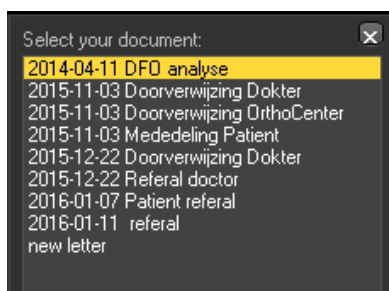 Select your document:
2014-04-11 DFO analyse
2015-11-03 Doorverwijzing Dokter
2015-11-03 Doorverwijzing OrthoCenter
2015-11-03 Mededeling Patient
2015-12-22 Doorverwijzing Dokter
2015-12-22 Referal doctor
2016-01-07 Patient referal
2016-01-11  referal
new letter